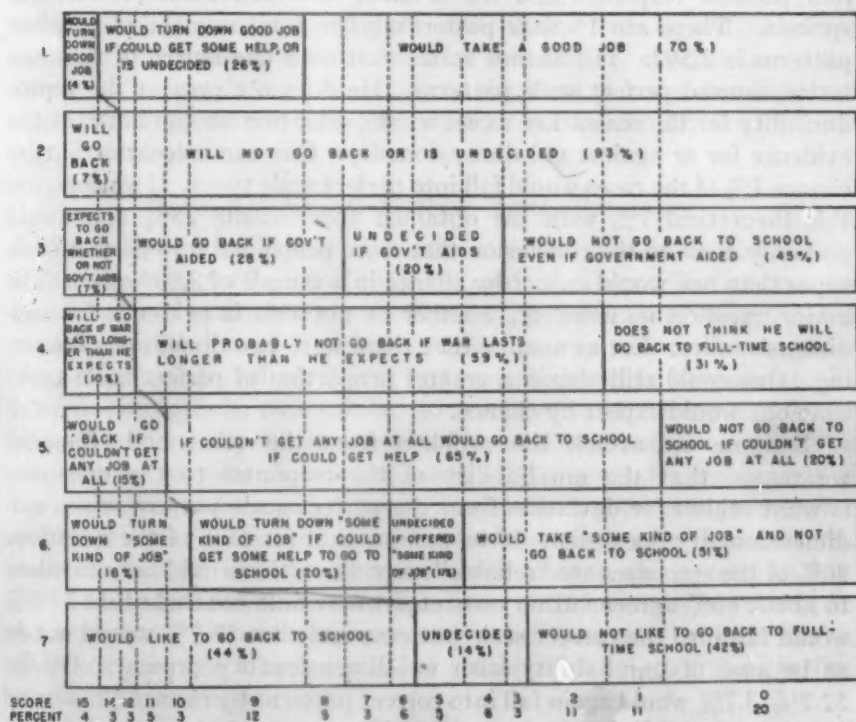 1.
WOULD
TURN
DOWN
GOOD
JOB
(4%)
WOULD TURN DOWN GOOD JOB
IF COULD GET SOME HELP, OR
IS UNDECIDED (26%)
WOULD TAKE A GOOD JOB (70%)
2
WILL
GO
BACK
(7%)
WILL NOT GO BACK OR IS UNDECIDED (93%)
3
EXPECTS
TO GO
BACK
WHETHER
OR NOT
GOV'T AIDS
(7%)
WOULD GO BACK IF GOV'T
AIDED (28%)
UNDECIDED
IF GOV'T AIDS
(20%)
WOULD NOT GO BACK TO SCHOOL
EVEN IF GOVERNMENT AIDED (45%)
4.
WILL GO
BACK IF WAR
LASTS LONG
ER THAN HE
EXPECTS
(10%)
WILL PROBABLY NOT GO BACK IF WAR LASTS
LONGER THAN HE EXPECTS (59%)
DOES NOT THINK HE WILL
GO BACK TO FULL-TIME SCHOOL
(31%)
5.
WOULD GO
BACK IF
COULDN'T GET
ANY JOB AT
ALL (15%)
IF COULDN'T GET ANY JOB AT ALL WOULD GO BACK TO SCHOOL
IF COULD GET HELP (65%)
WOULD NOT GO BACK TO
SCHOOL IF COULDN'T GET
ANY JOB AT ALL (20%)
6.
WOULD TURN
DOWN "SOME
KIND OF JOB"
(18%)
WOULD TURN DOWN "SOME
KIND OF JOB" IF COULD
GET SOME HELP TO GO TO
SCHOOL (20%)
UNDECIDED
IF OFFERED
"SOME KIND
OF JOB"
WOULD TAKE "SOME KIND OF JOB" AND NOT
GO BACK TO SCHOOL (51%)
7
WOULD LIKE TO GO BACK TO SCHOOL
(44%)
UNDECIDED
(14%)
WOULD NOT LIKE TO GO BACK TO FULL-
TIME SCHOOL (42%)
SCORE 15 14 12 11 10 8 7 6 5 4 3 2 1 0
PERCENT 4 3 3 5 3 12 3 11 11 20